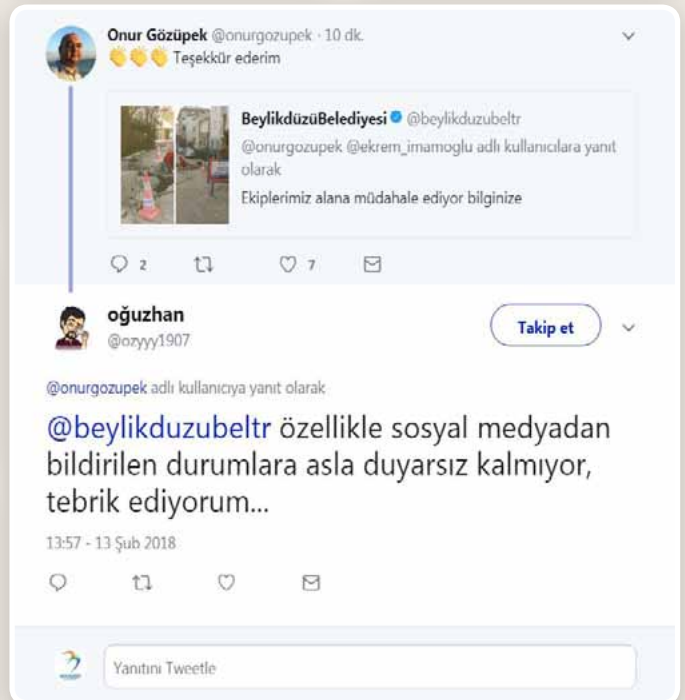 Onur Gözüpek @onurgozupek · 10 dk.
👏👏👏 Teşekkür ederim
BeylikdüzüBelediyesi @beylikduzubeltr
@onurgozupek @ekrem_imamoglu adlı kullanıcılara yanıt
olarak
Ekiplerimiz alana müdahale ediyor bilginize
2 7
oğuzhan
@ozyyy1907
Takip et
@onurgozupek adlı kullanıcıya yanıt olarak
@beylikduzubeltr özellikle sosyal medyadan
bildirilen durumlara asla duyarsız kalmıyor,
tebrik ediyorum...
13:57 - 13 Şub 2018
Yanıtını Tweetle